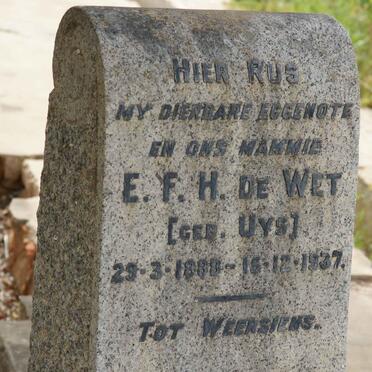 HIER RUS
MY DIERBARE EGGENOTE
EN ONS MAMMIE
E. F. H. DE WET
[GEB. UYS]
29-3-1888 - 16-12-1937.
TOT WEERSIENS.